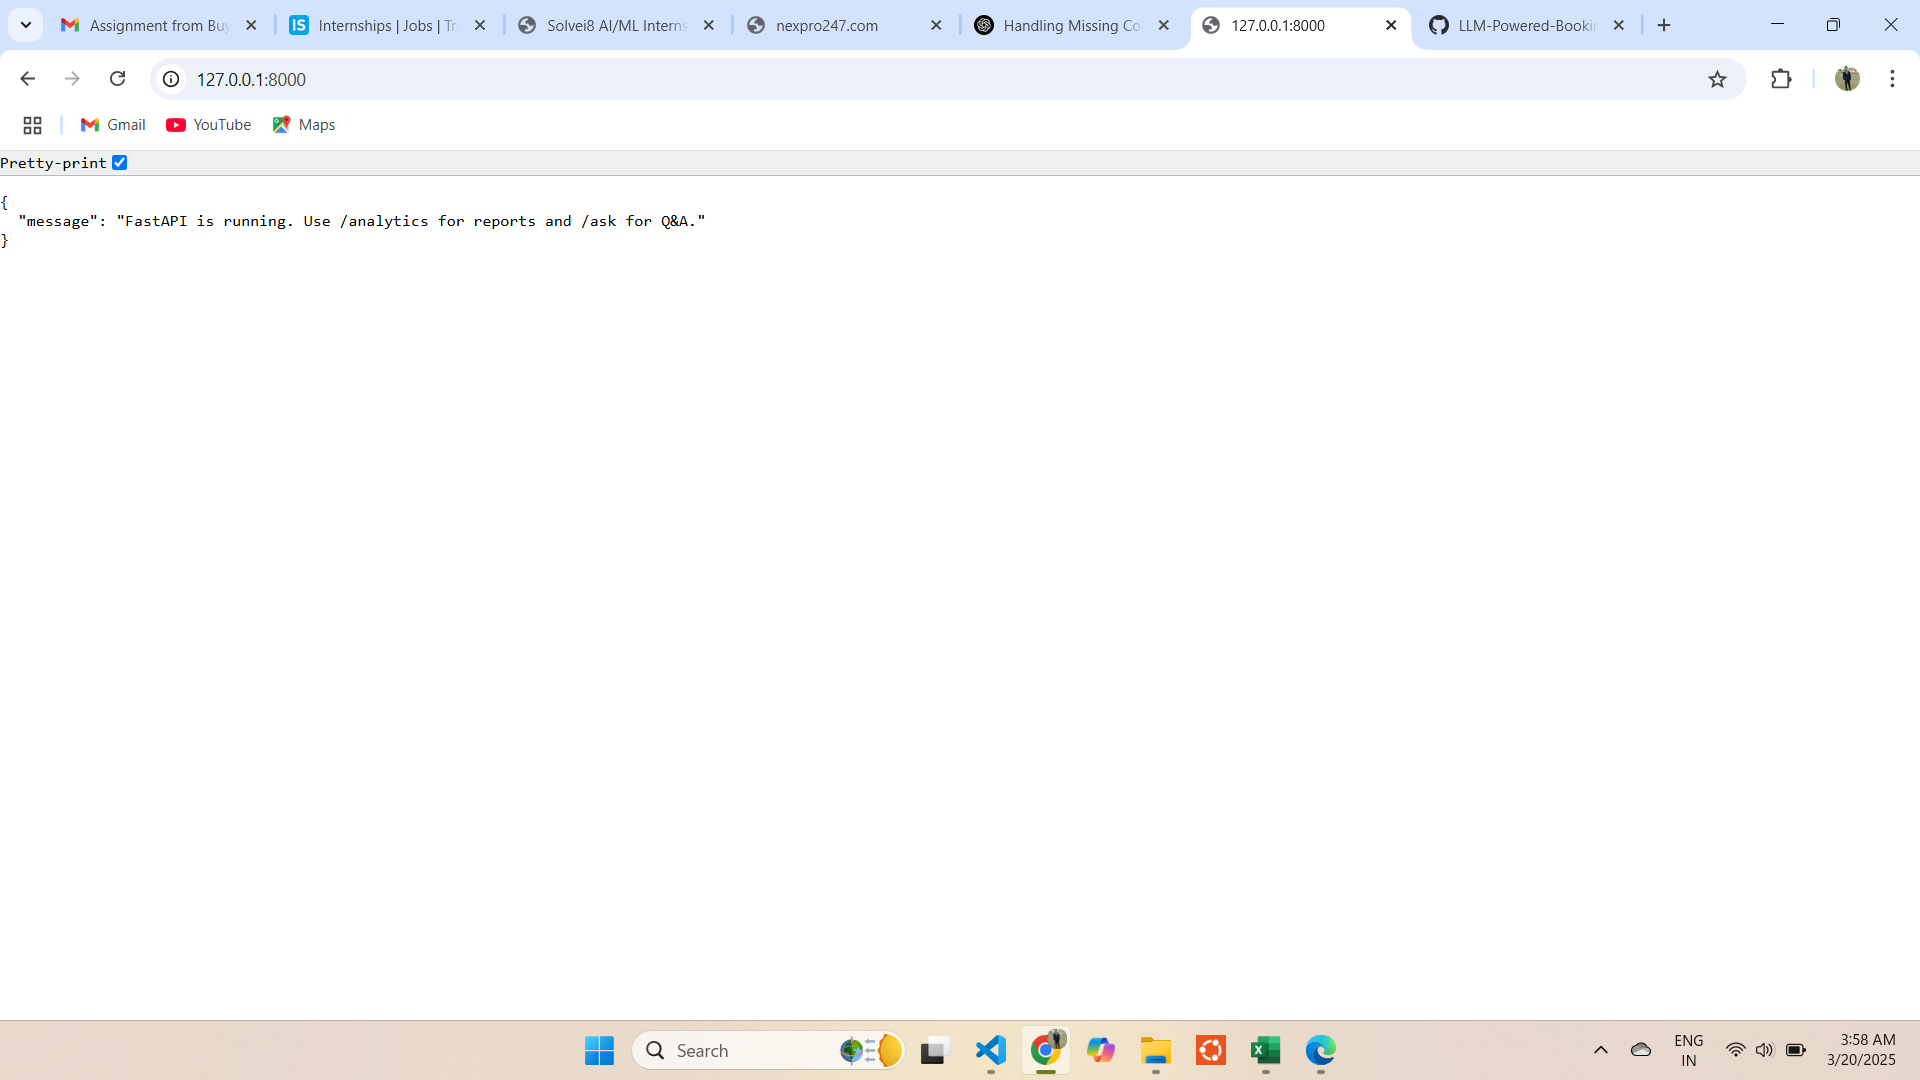 Assignment from Buy
IS Internships | Jobs | Tr
Solvei8 AI/ML Interns
nexpro247.com
Handling Missing Co
127.0.0.1:8000
LLM-Powered-Bookin
127.0.0.1:8000
Gmail
YouTube
Maps
Pretty-print
{
"message": "FastAPI is running. Use /analytics for reports and /ask for Q&A."
}
Search
ENG
IN
3:58 AM
3/20/2025